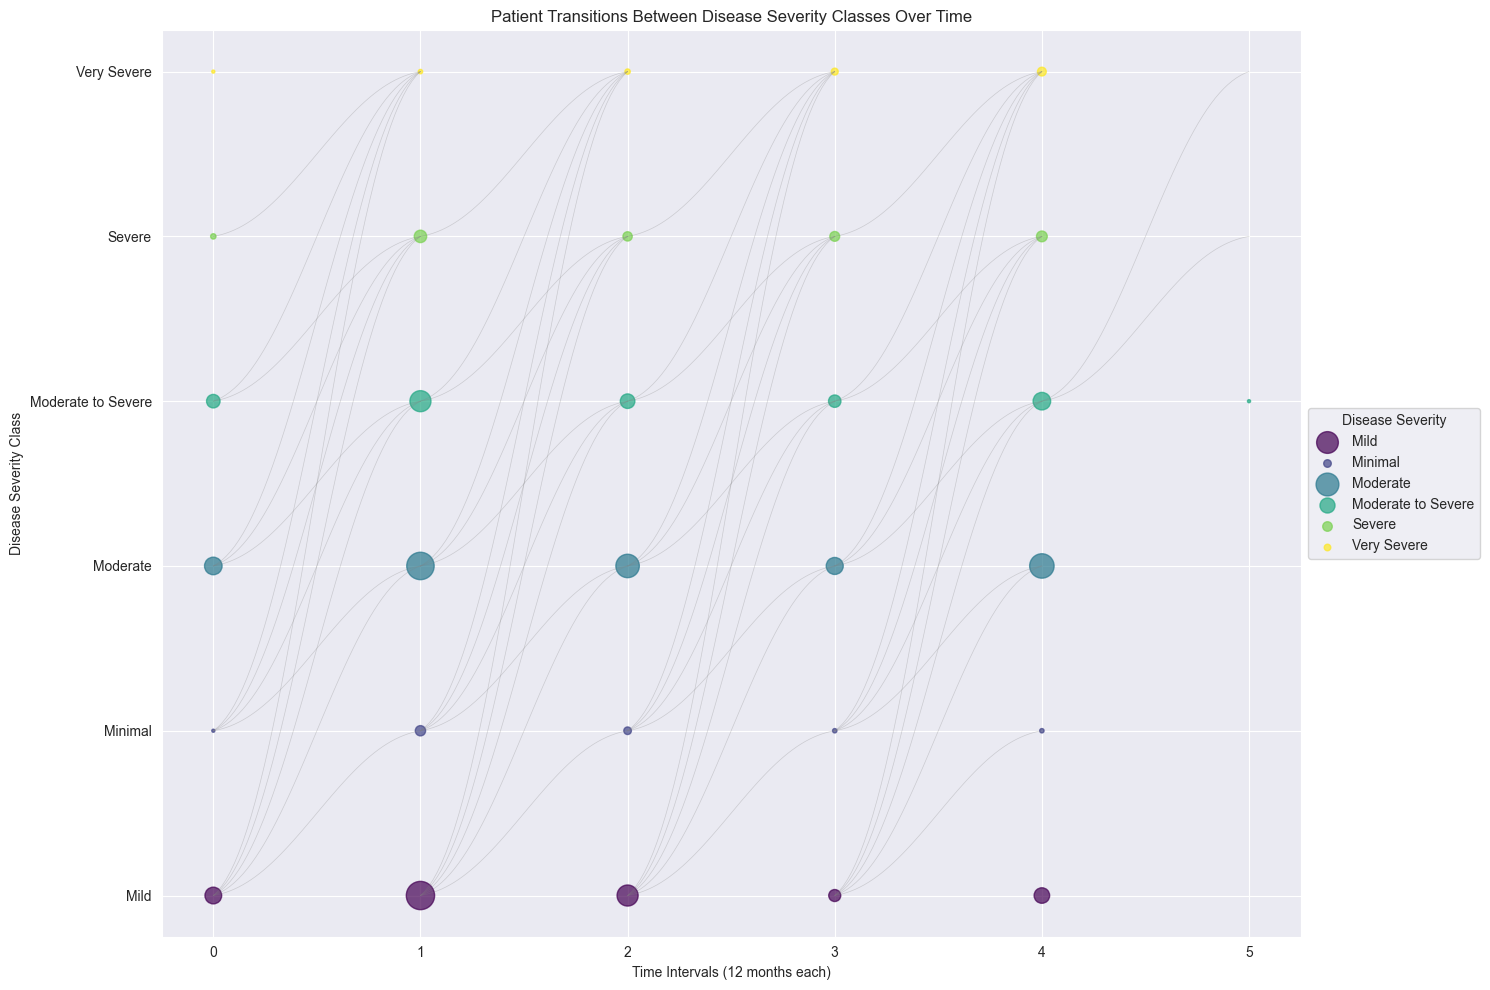 Patient Transitions Between Disease Severity Classes Over Time
Disease Severity Class
Very Severe
Severe
Moderate to Severe
Moderate
Minimal
Mild
0 1 2 3 4 5
Time Intervals (12 months each)
Disease Severity
Mild
Minimal
Moderate
Moderate to Severe
Severe
Very Severe